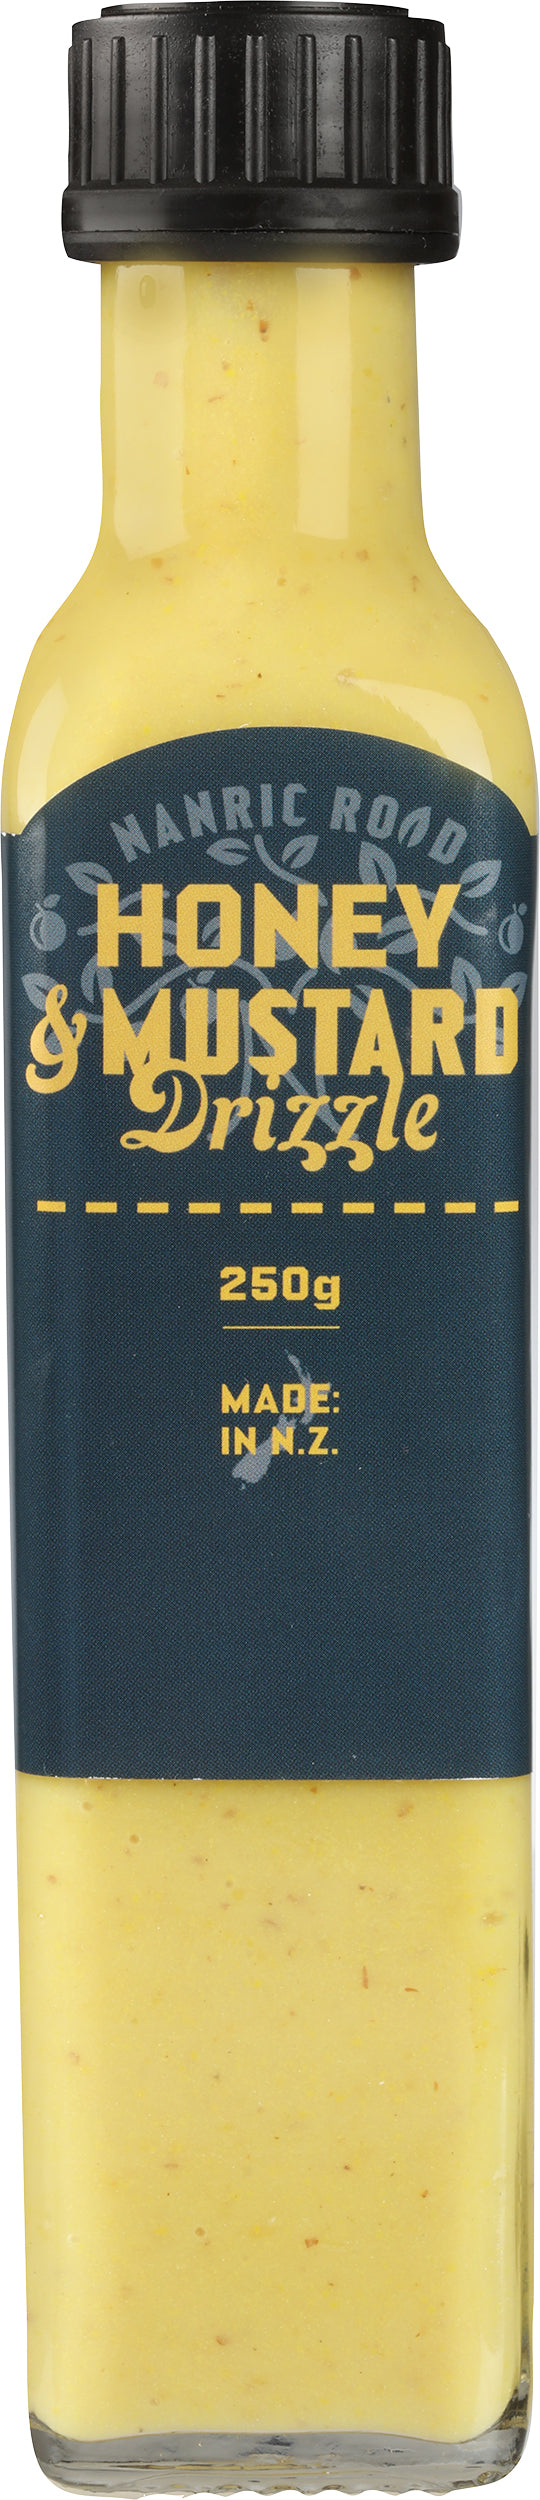 NANRIC ROAD
HONEY
& MUSTARD
Drizzle
250g
MADE:
IN N.Z.